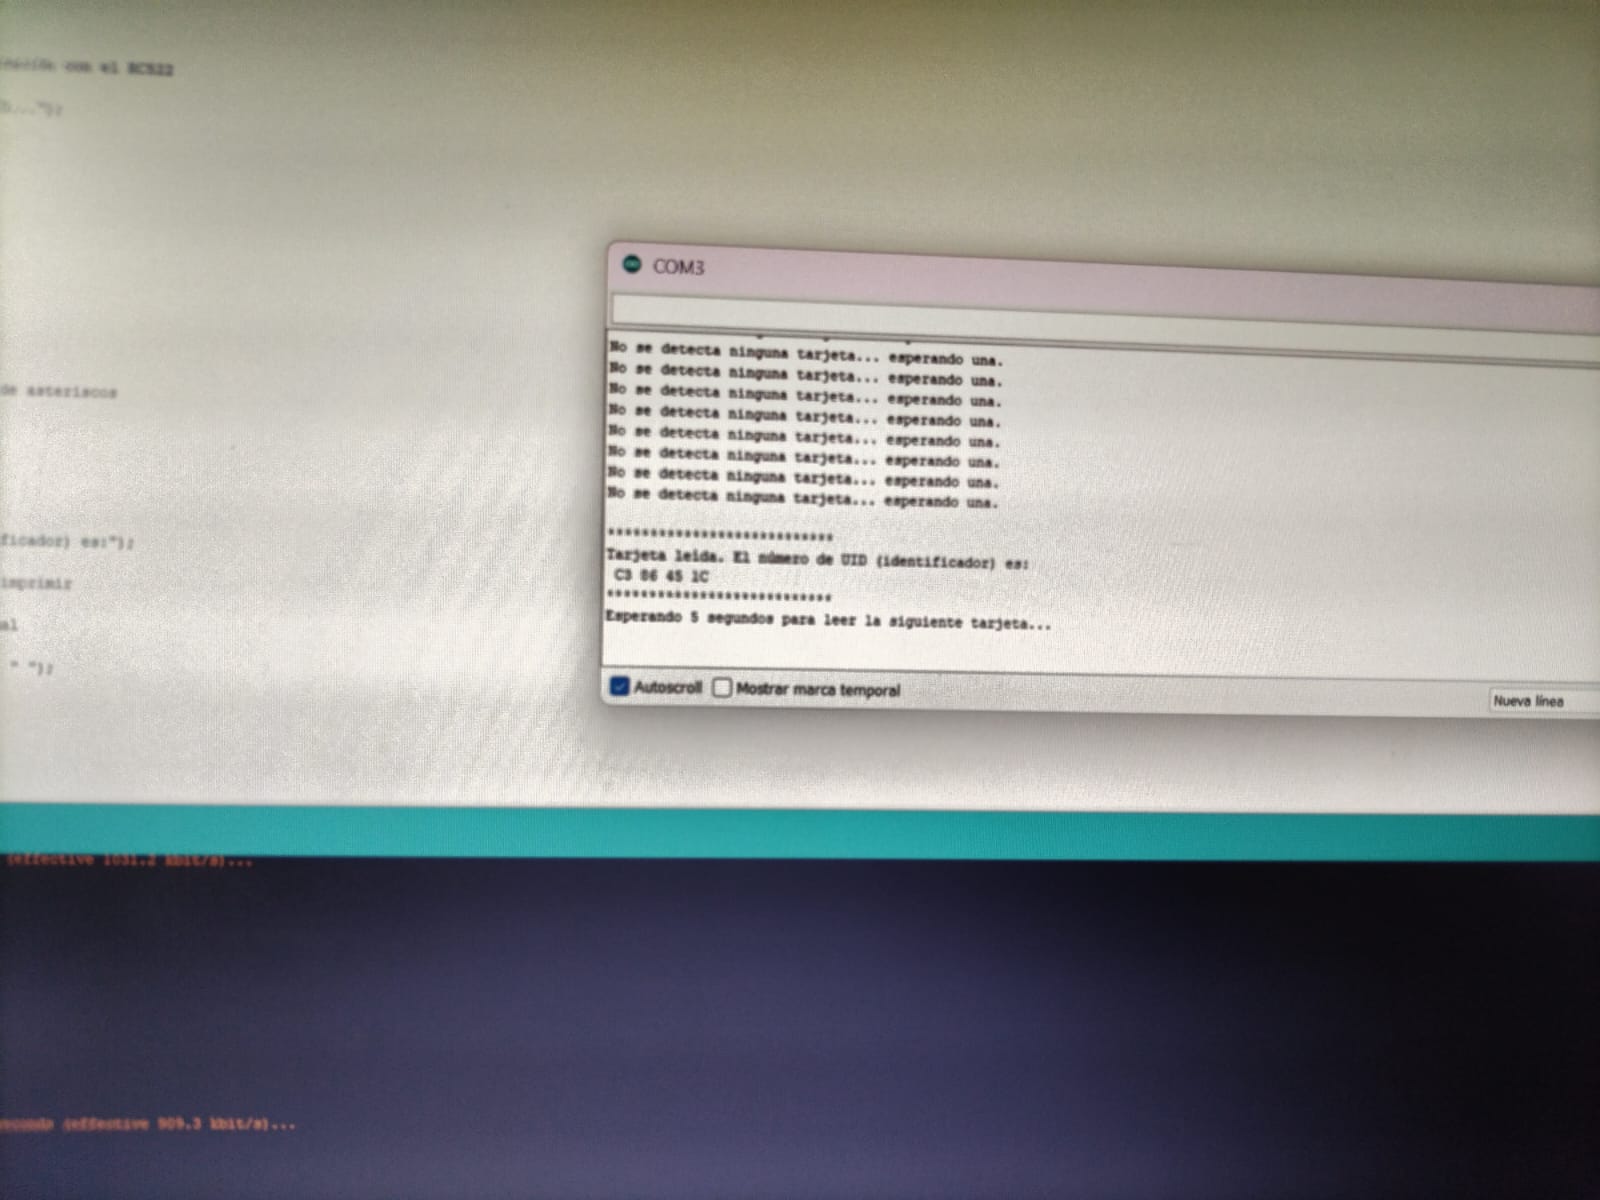 con el RC522
..");
COM3
No se detecta ninguna tarjeta... esperando una.
No se detecta ninguna tarjeta... esperando una.
No se detecta ninguna tarjeta... esperando una.
No se detecta ninguna tarjeta... esperando una.
No se detecta ninguna tarjeta... esperando una.
No se detecta ninguna tarjeta... esperando una.
No se detecta ninguna tarjeta... esperando una.
No se detecta ninguna tarjeta... esperando una.
de asteriscos
***************************
ficador) es:");
Tarjeta leida. El número de UID (identificador) es:
C3 86 45 1C
imprimir
***************************
al
Esperando 5 segundos para leer la siguiente tarjeta...
" ");
Autoscroll
Mostrar marca temporal
Nueva línea
(effective 1031.2 kbit/s)...
(effective 909.3 kbit/s)...